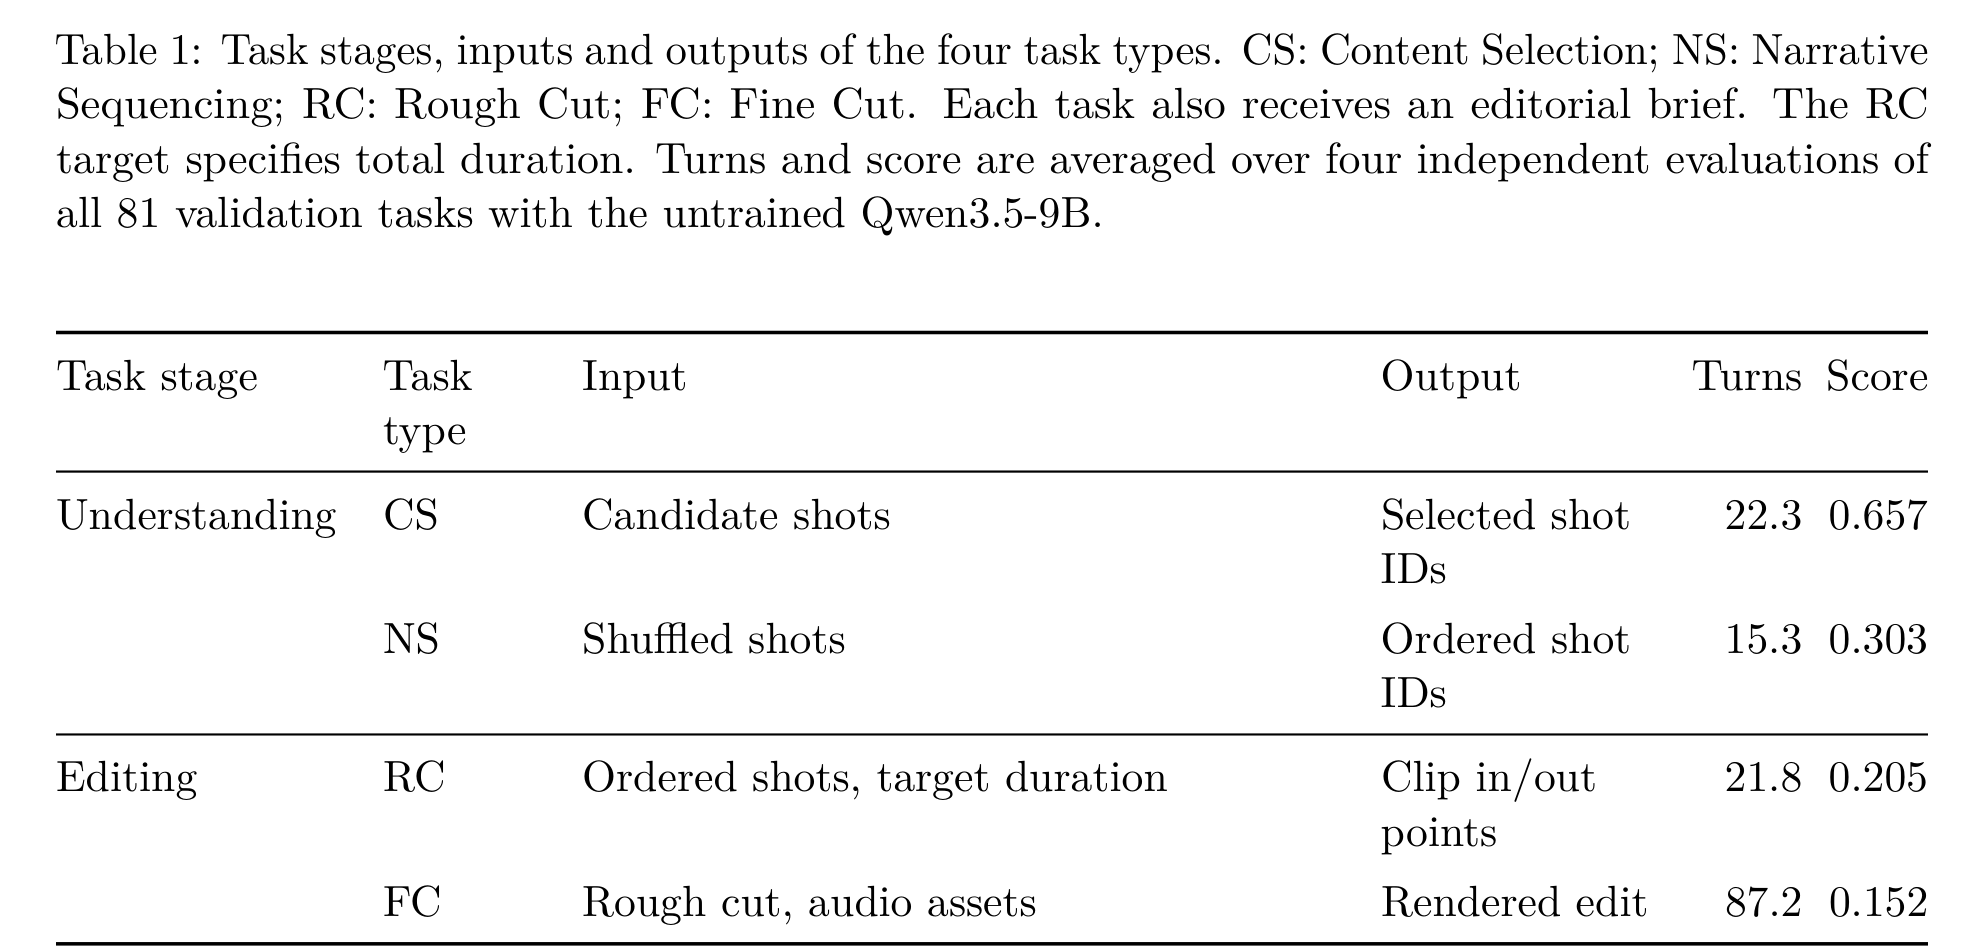 Table 1: Task stages, inputs and outputs of the four task types. CS: Content Selection; NS: Narrative
Sequencing; RC: Rough Cut; FC: Fine Cut. Each task also receives an editorial brief. The RC
target specifies total duration. Turns and score are averaged over four independent evaluations of
all 81 validation tasks with the untrained Qwen3.5-9B.
Task stage Task type Input Output Turns Score
Understanding CS Candidate shots Selected shot IDs 22.3 0.657
NS Shuffled shots Ordered shot IDs 15.3 0.303
Editing RC Ordered shots, target duration Clip in/out points 21.8 0.205
FC Rough cut, audio assets Rendered edit 87.2 0.152